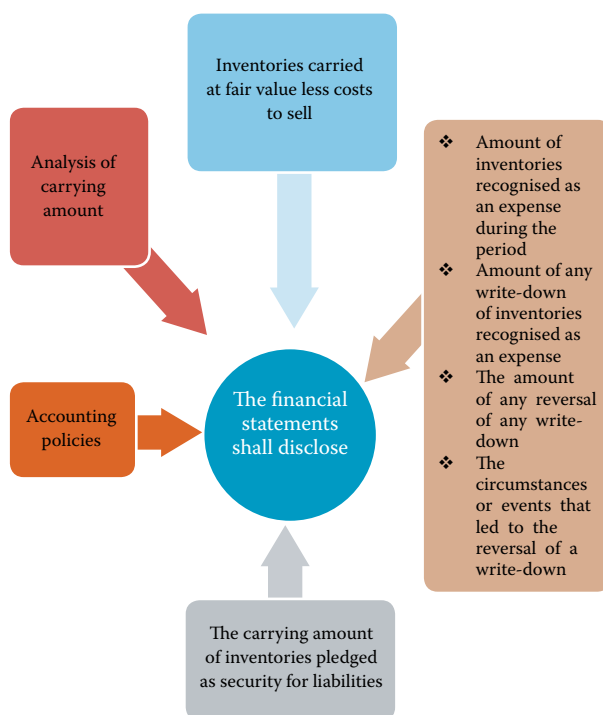 Inventories carried
at fair value less costs
to sell
Analysis of
carrying
amount
❖ Amount of
inventories
recognised as
an expense
during the
period
❖ Amount of any
write-down
of inventories
recognised as
an expense
❖ The amount
of any reversal
of any write-
down
❖ The
circumstances
or events that
led to the
reversal of a
write-down
The financial
statements
shall disclose
Accounting
policies
The carrying amount
of inventories pledged
as security for liabilities